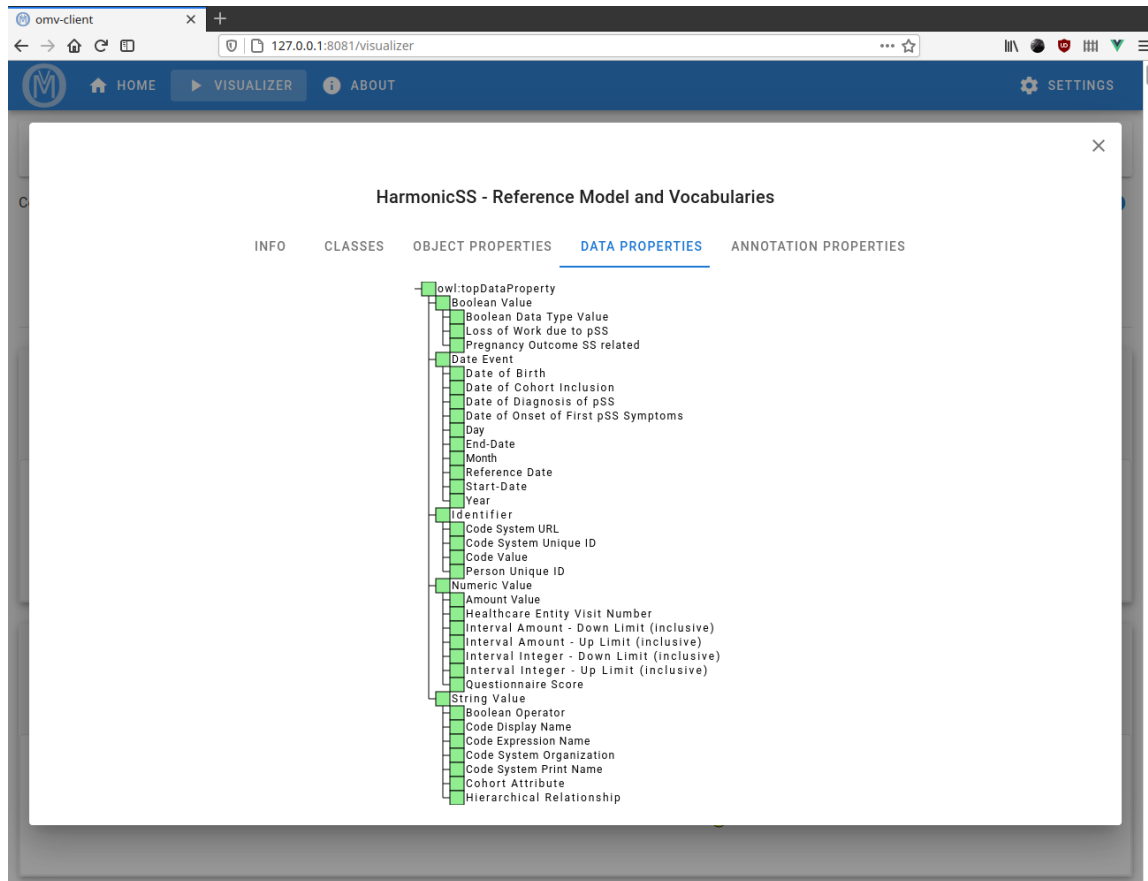 omv-client
127.0.0.1:8081/visualizer
HOME
VISUALIZER
ABOUT
SETTINGS
HarmonicSS - Reference Model and Vocabularies
INFO
CLASSES
OBJECT PROPERTIES
DATA PROPERTIES
ANNOTATION PROPERTIES
owl:topDataProperty
Boolean Value
Boolean Data Type Value
Loss of Work due to pSS
Pregnancy Outcome SS related
Date Event
Date of Birth
Date of Cohort Inclusion
Date of Diagnosis of pSS
Date of Onset of First pSS Symptoms
Day
End-Date
Month
Reference Date
Start-Date
Year
Identifier
Code System URL
Code System Unique ID
Code Value
Person Unique ID
Numeric Value
Amount Value
Healthcare Entity Visit Number
Interval Amount - Down Limit (inclusive)
Interval Amount - Up Limit (inclusive)
Interval Integer - Down Limit (inclusive)
Interval Integer - Up Limit (inclusive)
Questionnaire Score
String Value
Boolean Operator
Code Display Name
Code Expression Name
Code System Organization
Code System Print Name
Cohort Attribute
Hierarchical Relationship